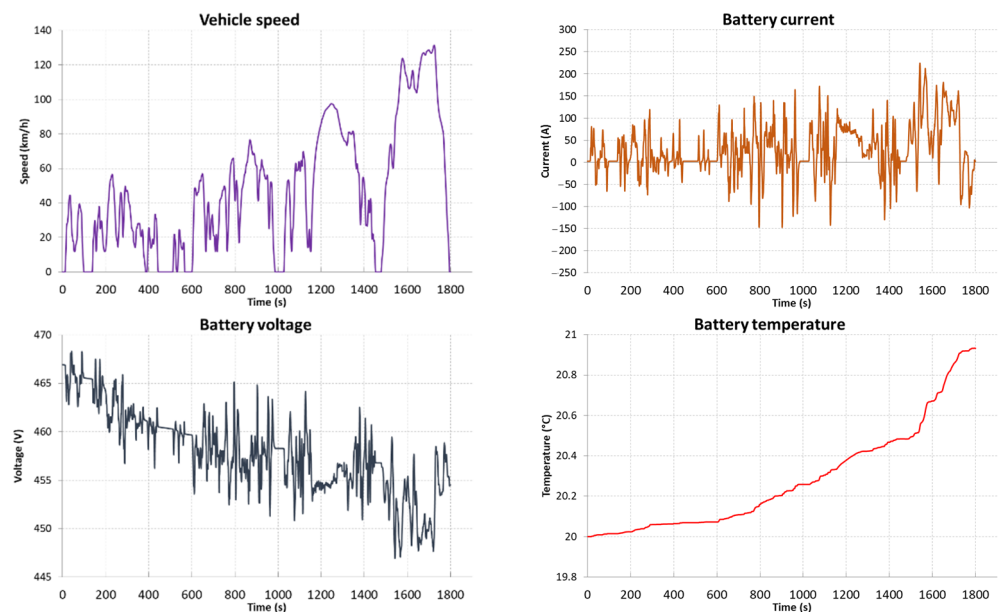 Vehicle speed
140
120
100
80
60
40
20
0
Speed (km/h)
0 200 400 600 800 1000 1200 1400 1600 1800
Time (s)
Battery current
300
250
200
150
100
50
0
−50
−100
−150
−200
−250
Current (A)
0 200 400 600 800 1000 1200 1400 1600 1800
Time (s)
Battery voltage
470
465
460
455
450
445
Voltage (V)
0 200 400 600 800 1000 1200 1400 1600 1800
Time (s)
Battery temperature
21
20.8
20.6
20.4
20.2
20
19.8
Temperature (°C)
0 200 400 600 800 1000 1200 1400 1600 1800
Time (s)